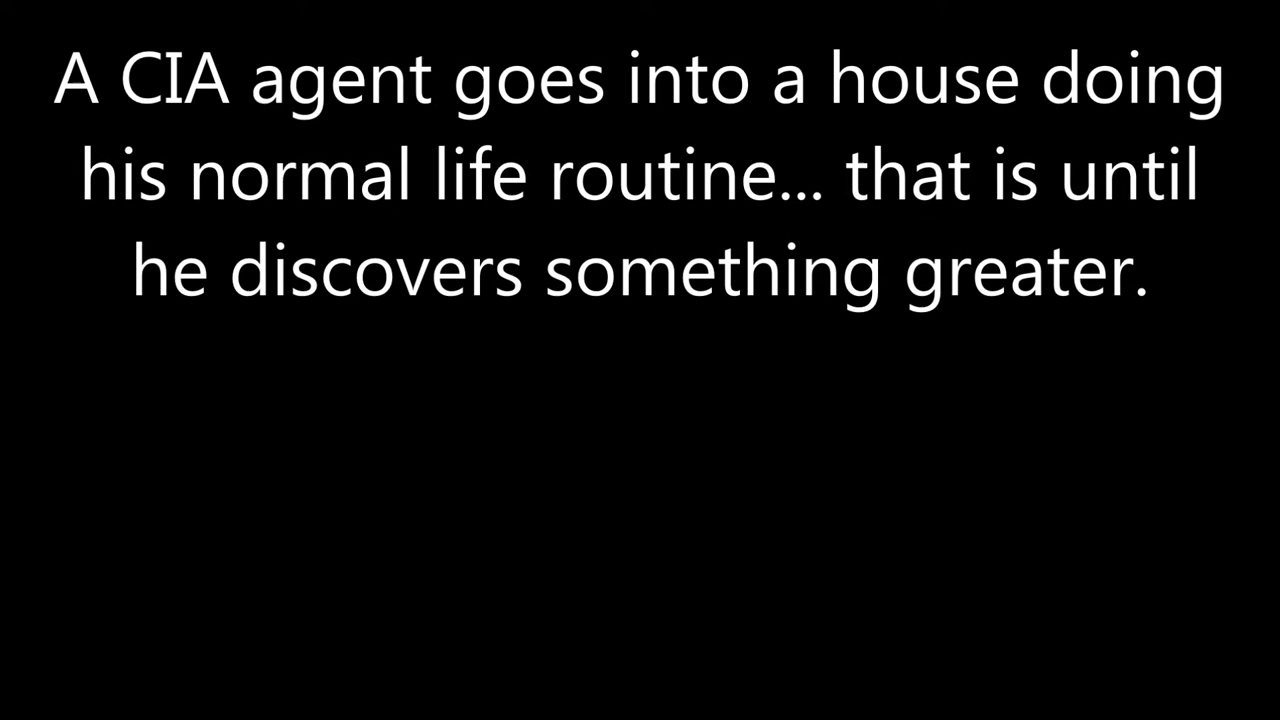 A CIA agent goes into a house doing
his normal life routine... that is until
he discovers something greater.